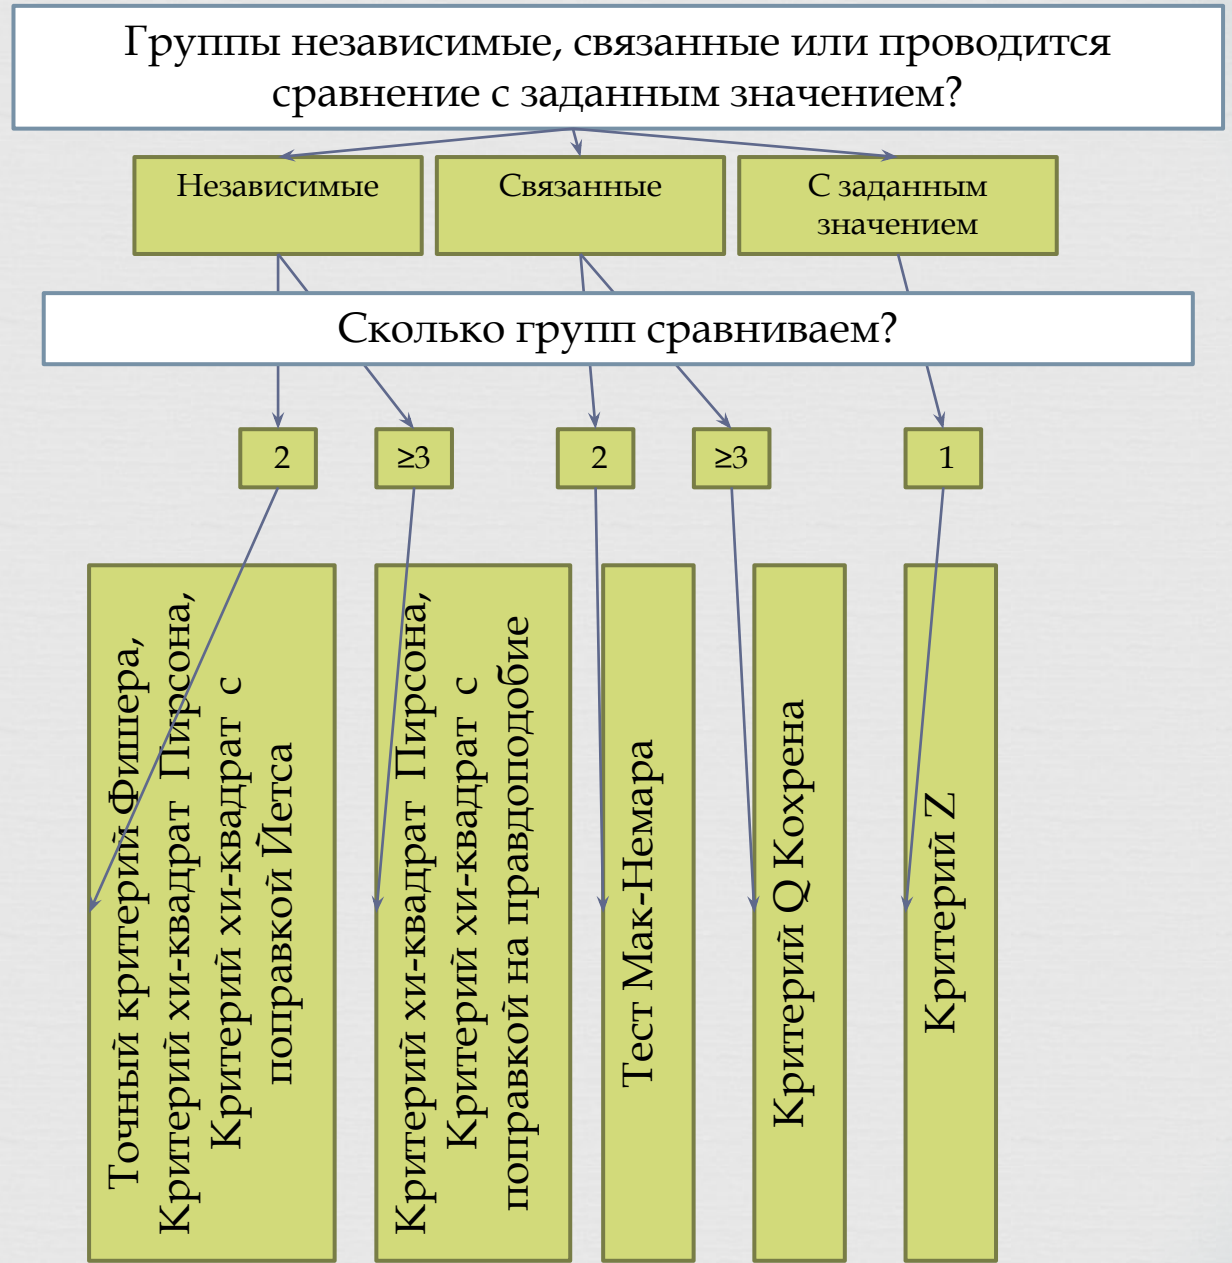 Группы независимые, связанные или проводится
сравнение с заданным значением?
Независимые
Связанные
С заданным
значением
Сколько групп сравниваем?
2
≥3
2
≥3
1
Точный критерий Фишера,
Критерий хи-квадрат Пирсона,
Критерий хи-квадрат с
поправкой Йетса
Критерий хи-квадрат Пирсона,
Критерий хи-квадрат с
поправкой на правдоподобие
Тест Мак-Немара
Критерий Q Кохрена
Критерий Z